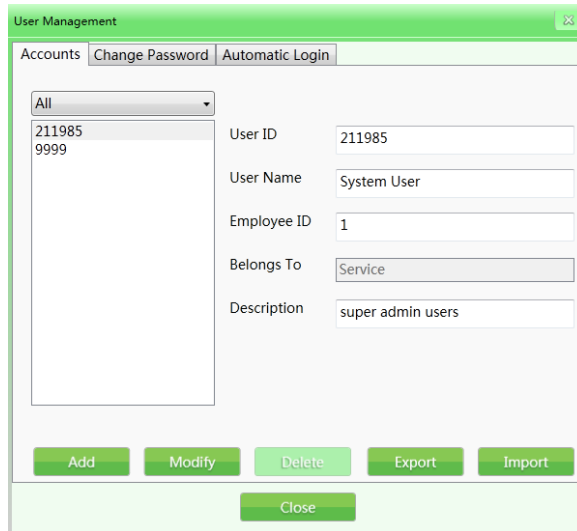 User Management
Accounts Change Password Automatic Login
All
211985
9999
User ID 211985
User Name System User
Employee ID 1
Belongs To Service
Description super admin users
Add Modify Delete Export Import
Close